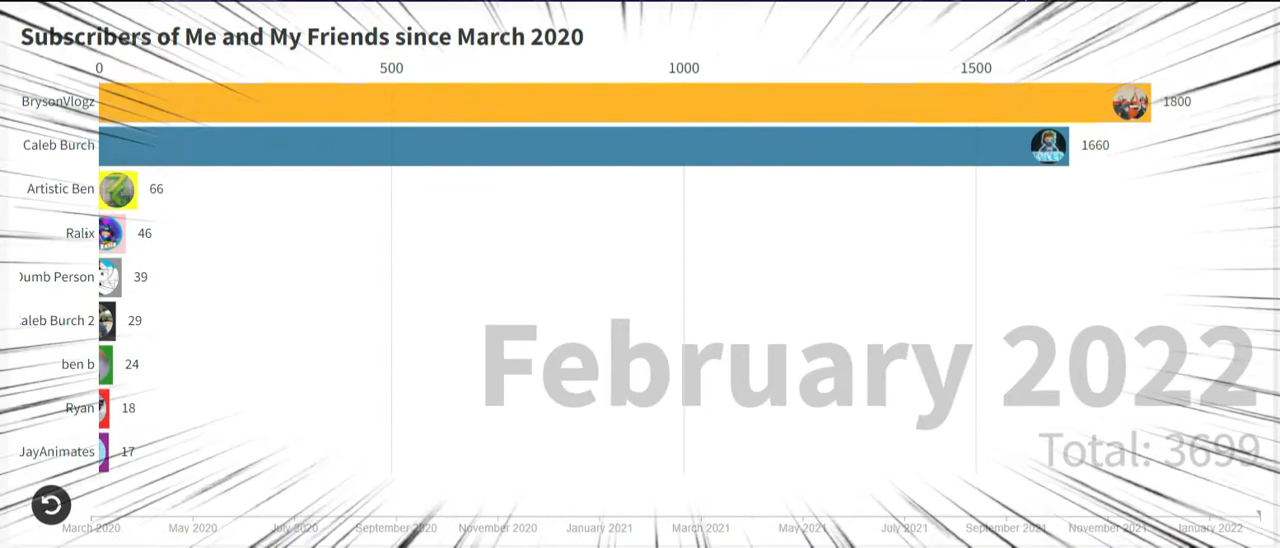 Subscribers of Me and My Friends since March 2020
0 500 1000 1500
BrysonVlogz 1800
Caleb Burch 1660
Artistic Ben 66
Ralix 46
Dumb Person 39
aleb Burch 2 29
ben b 24
Ryan 18
JayAnimates 17
February 2022
Total: 3699
March 2020 May 2020 July 2020 September 2020 November 2020 January 2021 March 2021 May 2021 July 2021 September 2021 November 2021 January 2022